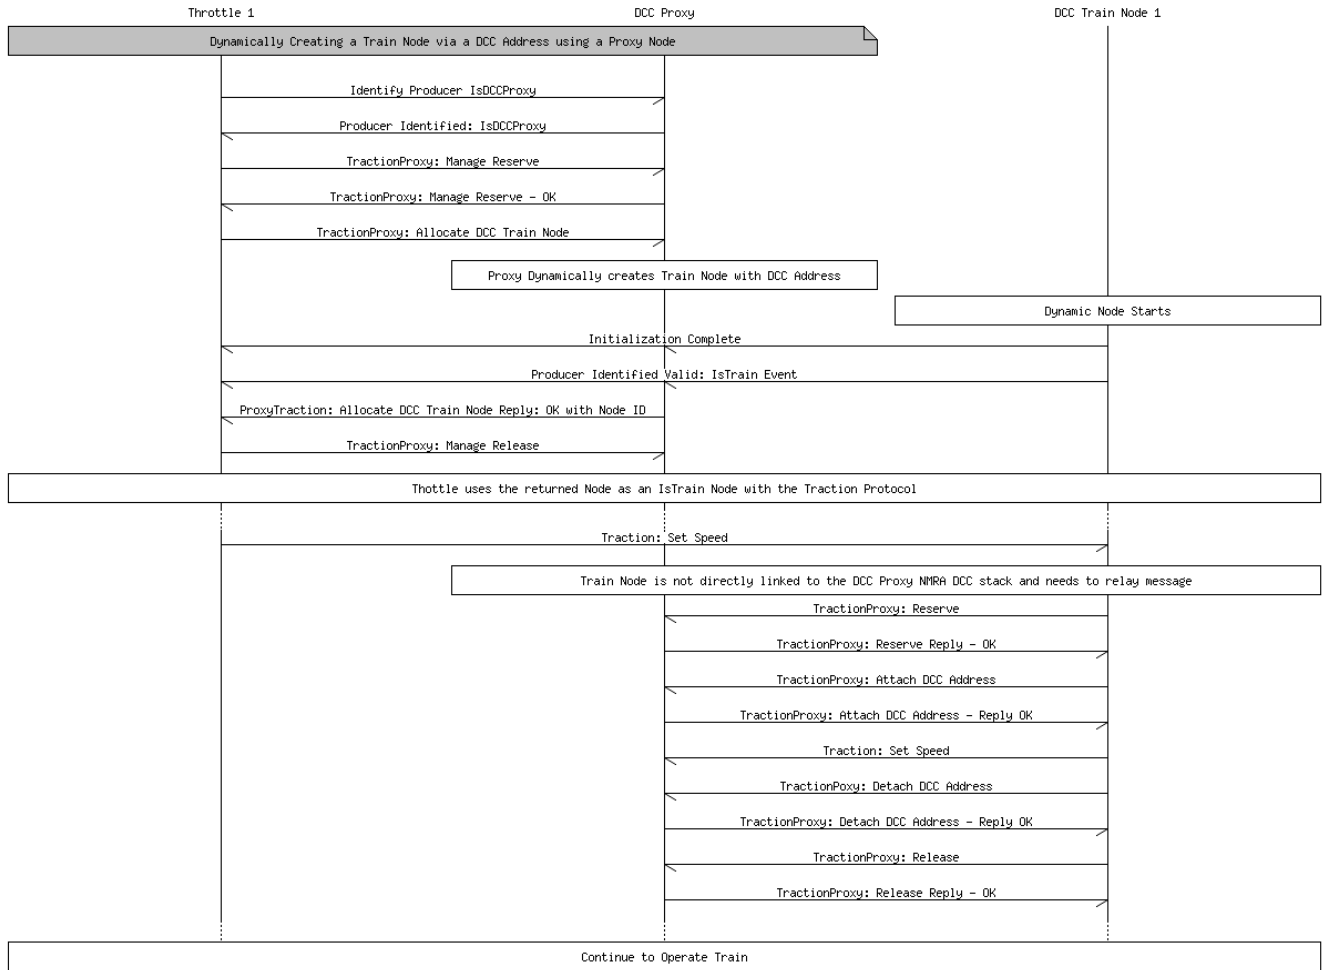 Throttle 1 DCC Proxy DCC Train Node 1
Dynamically Creating a Train Node via a DCC Address using a Proxy Node
Identify Producer IsDCCProxy
Producer Identified: IsDCCProxy
TractionProxy: Manage Reserve
TractionProxy: Manage Reserve - OK
TractionProxy: Allocate DCC Train Node
Proxy Dynamically creates Train Node with DCC Address
Dynamic Node Starts
Initialization Complete
Producer Identified Valid: IsTrain Event
ProxyTraction: Allocate DCC Train Node Reply: OK with Node ID
TractionProxy: Manage Release
Thottle uses the returned Node as an IsTrain Node with the Traction Protocol
Traction: Set Speed
Train Node is not directly linked to the DCC Proxy NMRA DCC stack and needs to relay message
TractionProxy: Reserve
TractionProxy: Reserve Reply - OK
TractionProxy: Attach DCC Address
TractionProxy: Attach DCC Address - Reply OK
Traction: Set Speed
TractionPoxy: Detach DCC Address
TractionProxy: Detach DCC Address - Reply OK
TractionProxy: Release
TractionProxy: Release Reply - OK
Continue to Operate Train